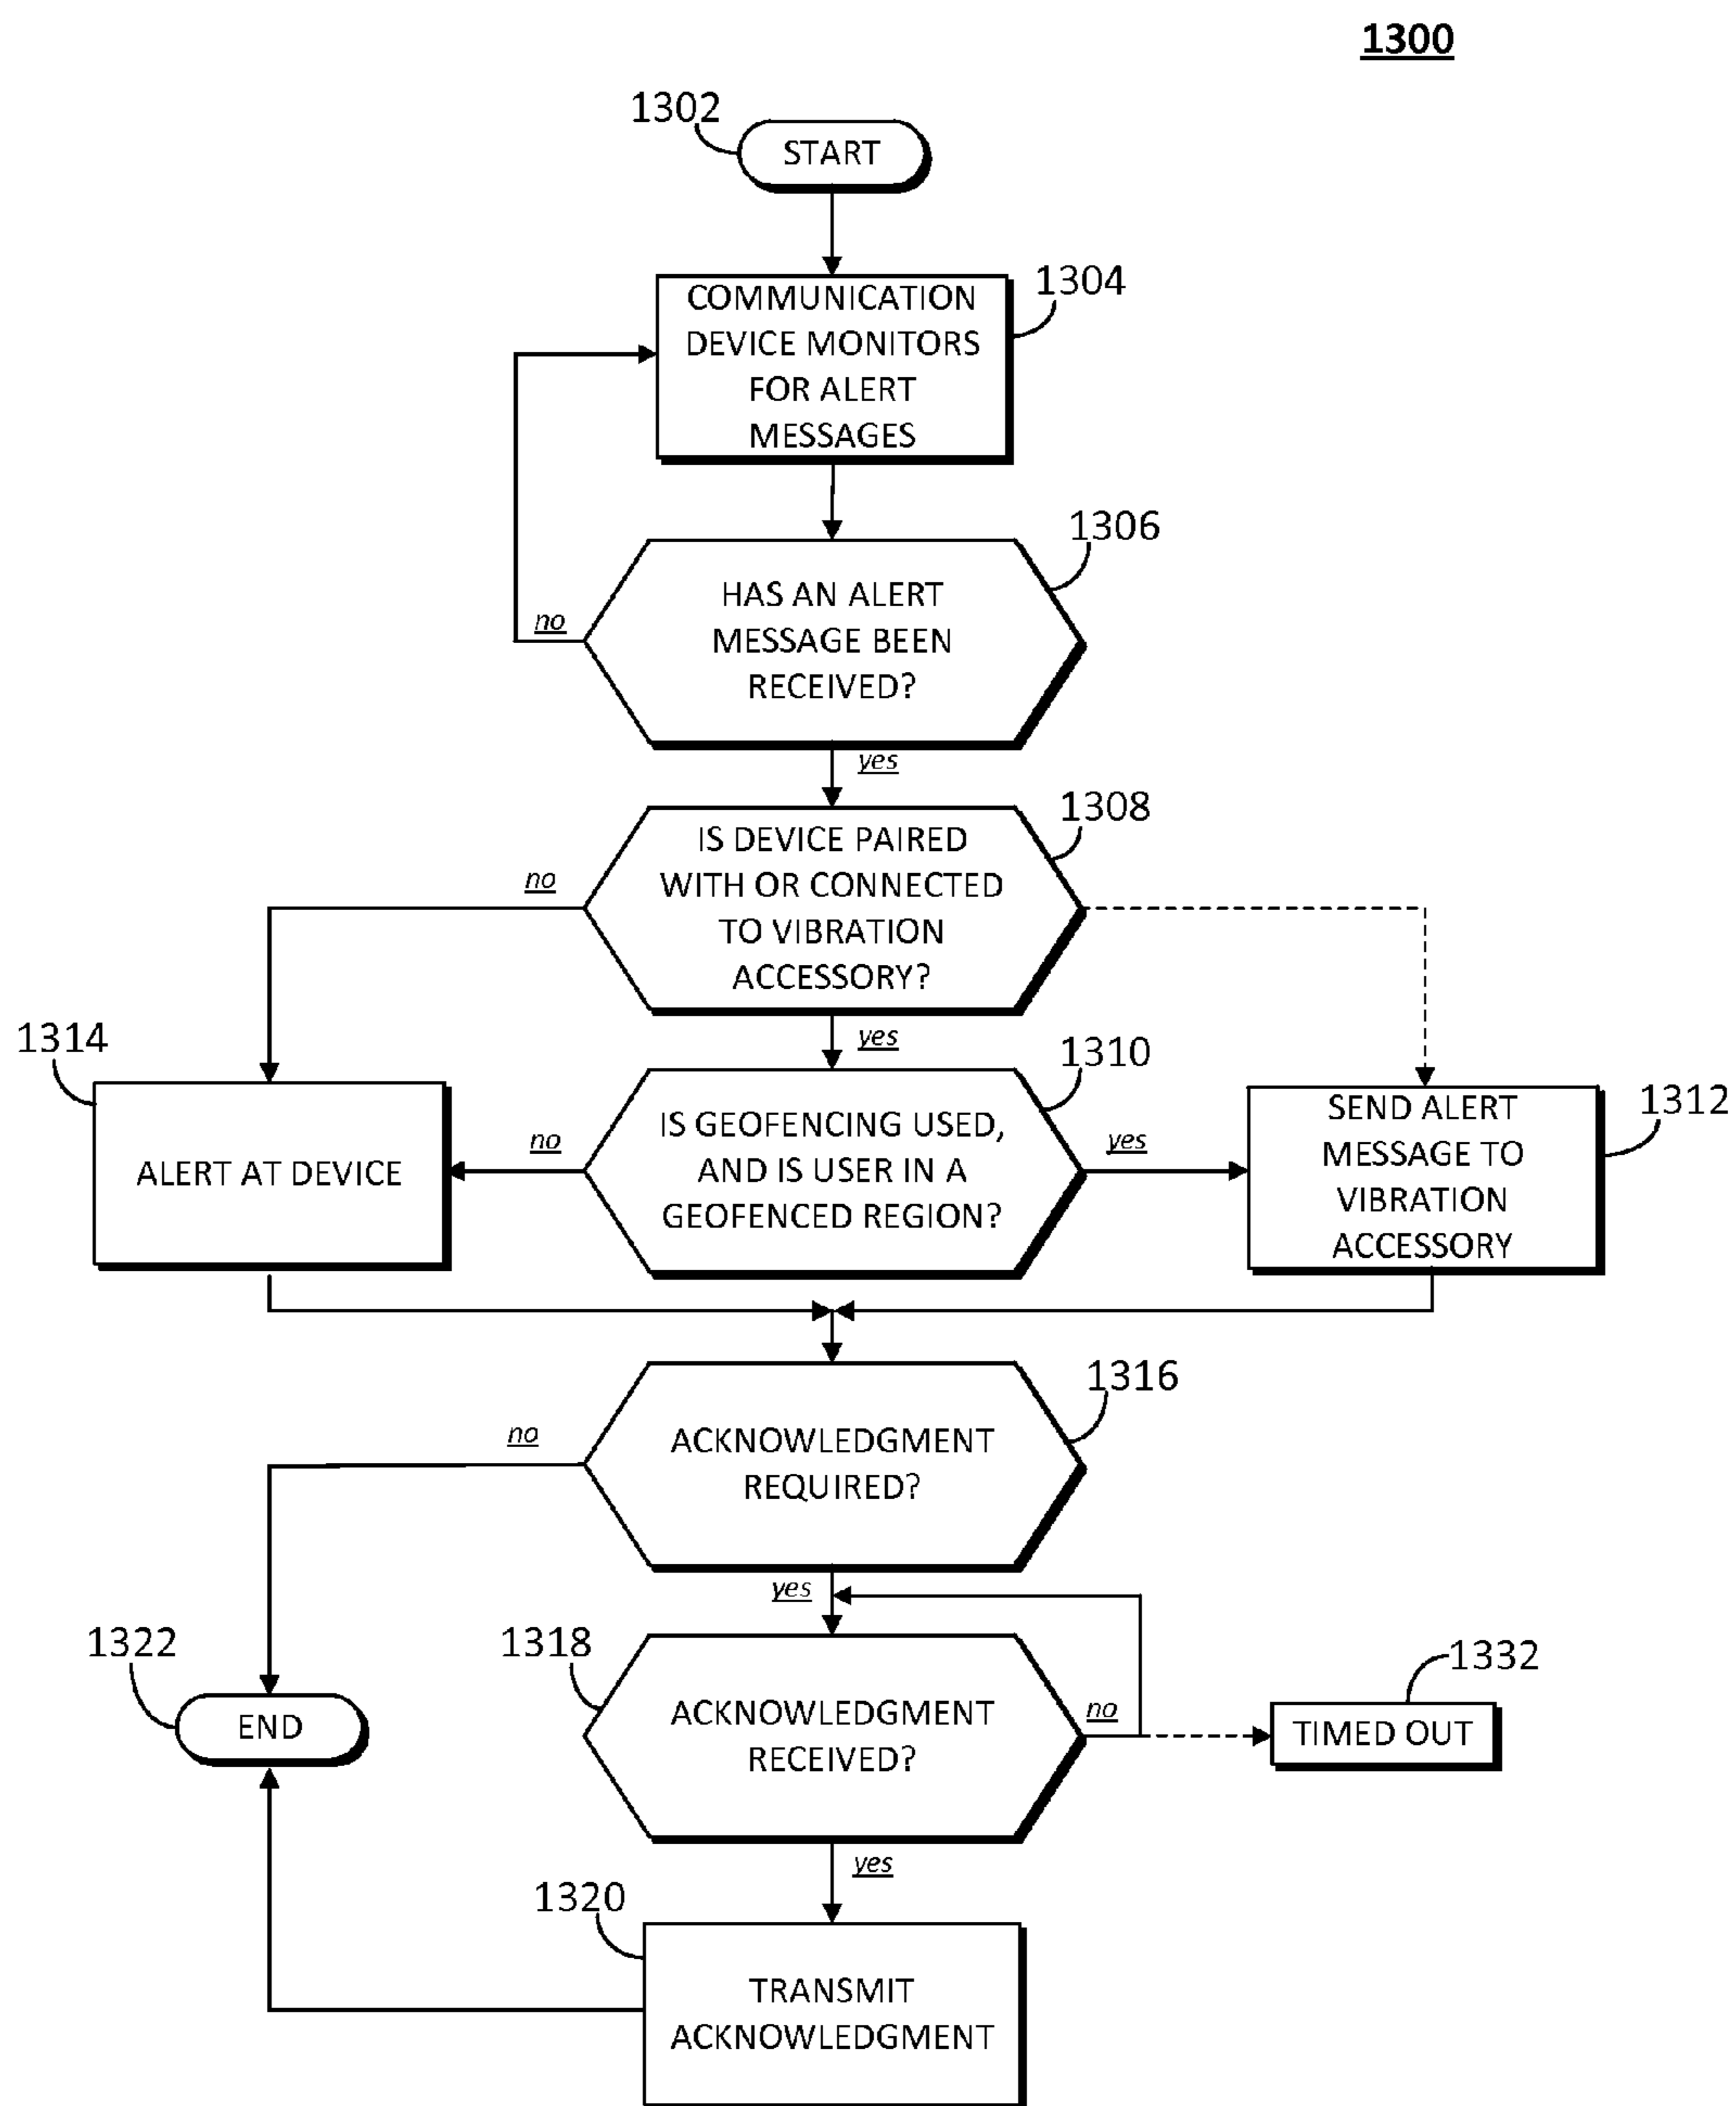 1300
1302
START
COMMUNICATION
DEVICE MONITORS
FOR ALERT
MESSAGES
1304
1306
HAS AN ALERT
MESSAGE BEEN
RECEIVED?
no
yes
1308
IS DEVICE PAIRED
WITH OR CONNECTED
TO VIBRATION
ACCESSORY?
no
yes
1314
ALERT AT DEVICE
1310
IS GEOFENCING USED,
AND IS USER IN A
GEOFENCED REGION?
no
yes
1312
SEND ALERT
MESSAGE TO
VIBRATION
ACCESSORY
1316
ACKNOWLEDGMENT
REQUIRED?
no
yes
1322
END
1318
ACKNOWLEDGMENT
RECEIVED?
no
1332
TIMED OUT
yes
1320
TRANSMIT
ACKNOWLEDGMENT